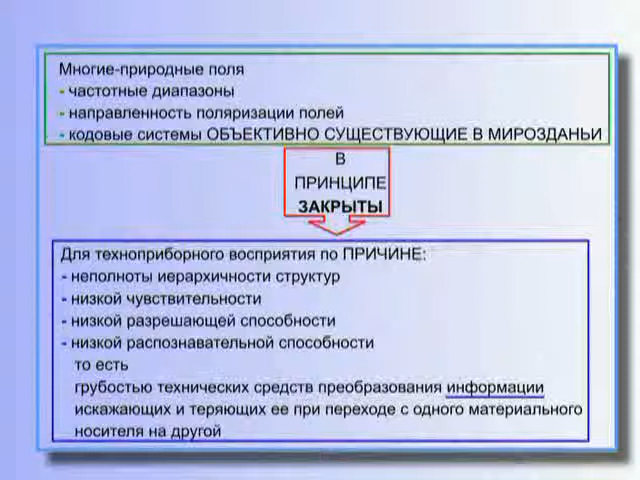 Многие-природные поля
- частотные диапазоны
- направленность поляризации полей
- кодовые системы ОБЪЕКТИВНО СУЩЕСТВУЮЩИЕ В МИРОЗДАНЬИ
В
ПРИНЦИПЕ
ЗАКРЫТЫ
Для техноприборного восприятия по ПРИЧИНЕ:
- неполноты иерархичности структур
- низкой чувствительности
- низкой разрешающей способности
- низкой распознавательной способности
то есть
грубостью технических средств преобразования информации
искажающих и теряющих ее при переходе с одного материального
носителя на другой